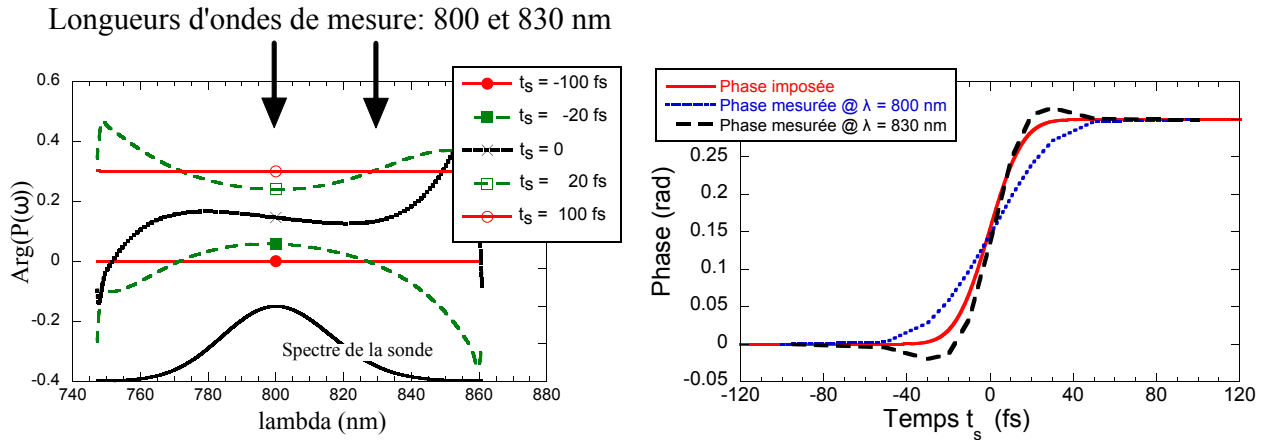 Longueurs d'ondes de mesure: 800 et 830 nm
Arg(P(ω))
0.6
0.4
0.2
0
-0.2
-0.4
740 760 780 800 820 840 860 880
lambda (nm)
t_s = -100 fs
t_s = -20 fs
t_s = 0
t_s = 20 fs
t_s = 100 fs
Spectre de la sonde
Phase imposée
Phase mesurée @ λ = 800 nm
Phase mesurée @ λ = 830 nm
Phase (rad)
0.25
0.2
0.15
0.1
0.05
0
-0.05
-120 -80 -40 0 40 80 120
Temps t_s (fs)